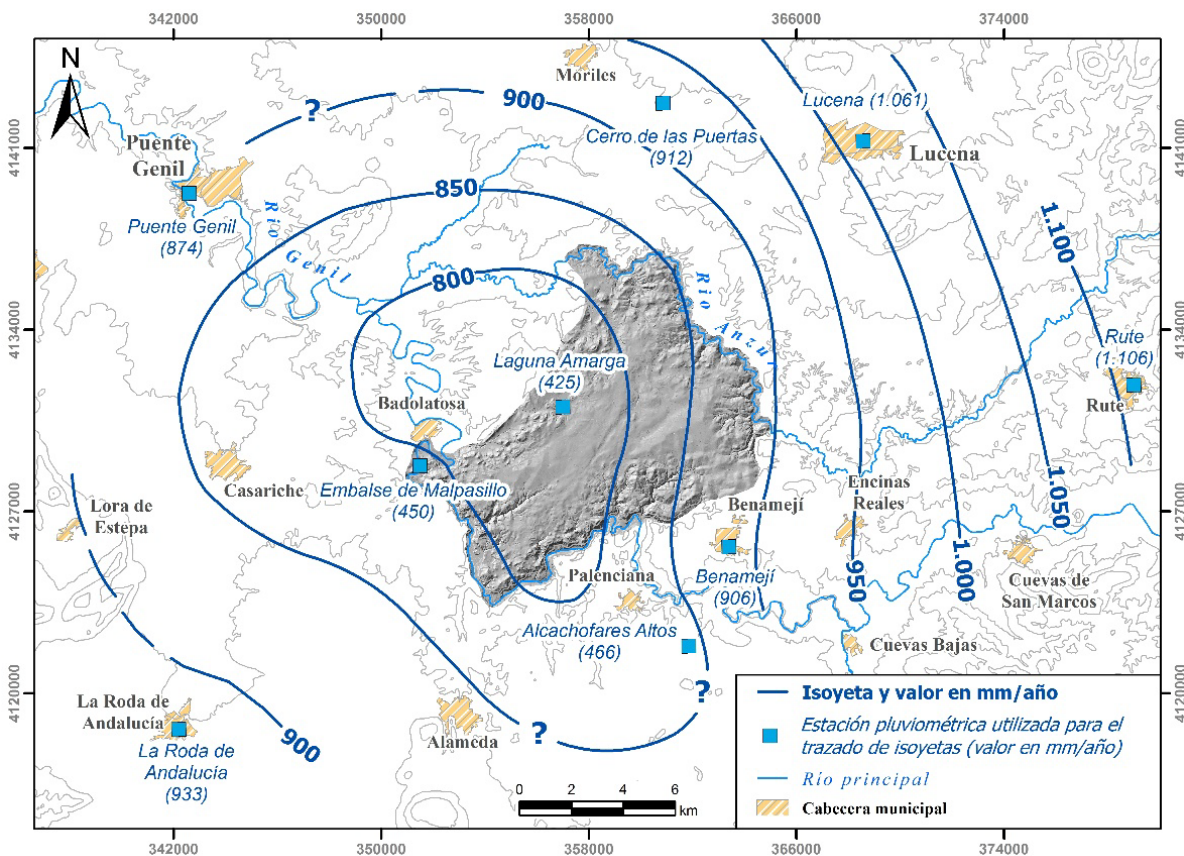 342000
350000
358000
366000
374000
N
Moriles
900
?
Lucena (1.061)
Cerro de las Puertas
(912)
4141000
4141000
Puente
Genil
Lucena
850
Puente Genil
(874)
Río Genil
1.100
800
Río Anzur
4134000
4134000
Rute
(1.106)
Laguna Amarga
(425)
Badolatosa
Rute
Casariche
Embalse de Malpasillo
(450)
Encinas
Reales
1.050
Lora de
Estepa
Benamejí
4127000
4127000
1.000
950
Cuevas de
San Marcos
Palenciana
Benamejí
(906)
Alcachofares Altos
(466)
Cuevas Bajas
4120000
4120000
?
La Roda de
Andalucía
?
Alameda
900
La Roda de
Andalucía
(933)
Isoyeta y valor en mm/año
Estación pluviométrica utilizada para el
trazado de isoyetas (valor en mm/año)
Río principal
Cabecera municipal
0 2 4 6
km
342000
350000
358000
366000
374000